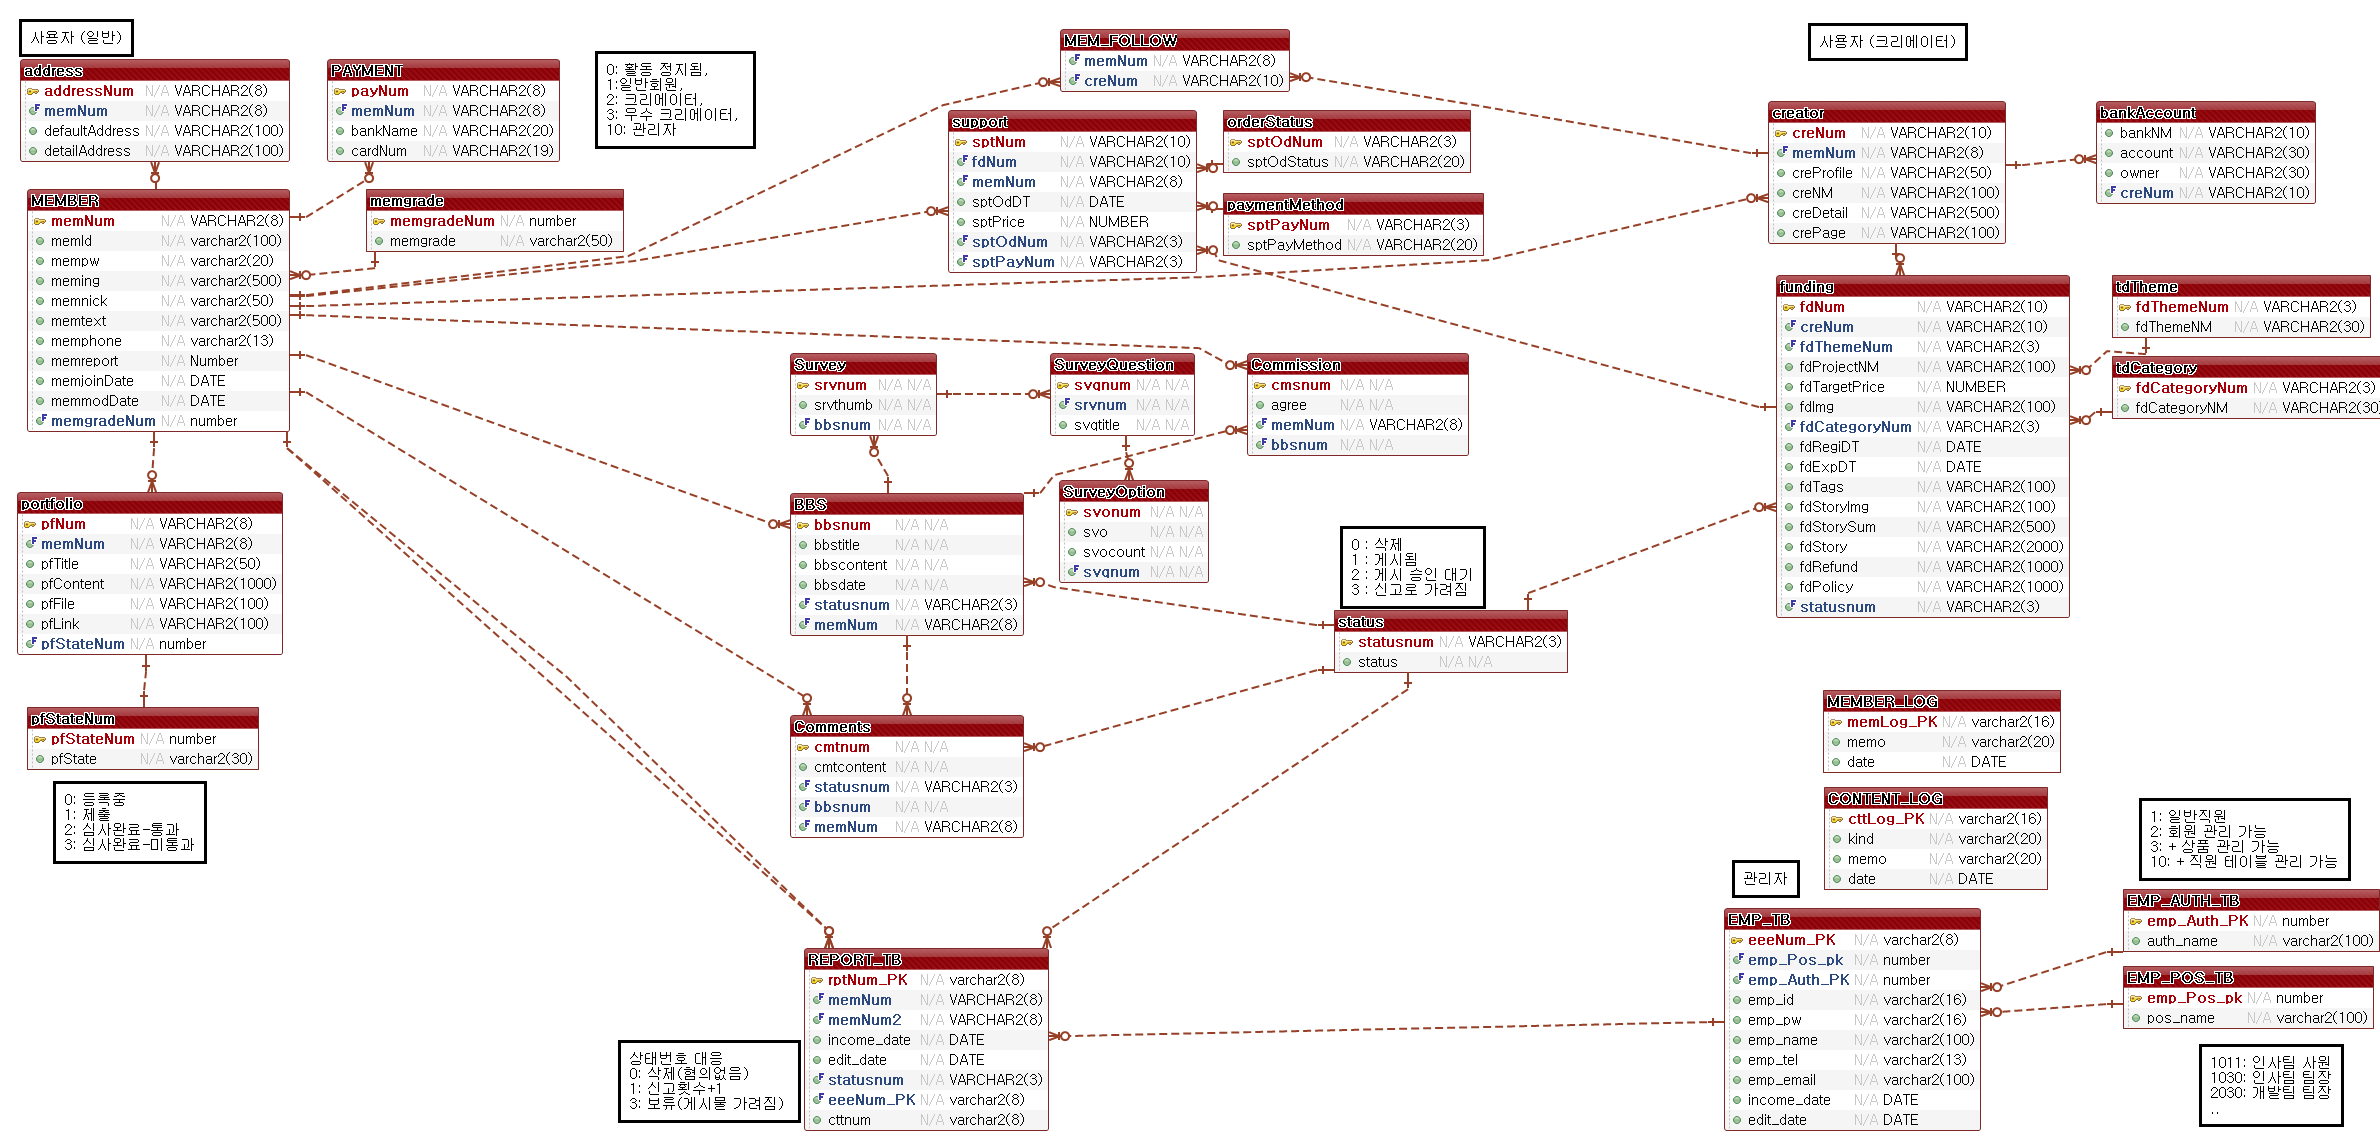 사용자 (일반)
address
addressNum N/A VARCHAR2(8)
memNum N/A VARCHAR2(8)
defaultAddress N/A VARCHAR2(100)
detailAddress N/A VARCHAR2(100)
PAYMENT
payNum N/A VARCHAR2(8)
memNum N/A VARCHAR2(8)
bankName N/A VARCHAR2(20)
cardNum N/A VARCHAR2(19)
0: 활동 정지됨,
1:일반회원,
2: 크리에이터,
3: 우수 크리에이터,
10: 관리자
MEMBER
memNum N/A VARCHAR2(8)
memId N/A varchar2(100)
mempw N/A varchar2(20)
meming N/A varchar2(500)
memnick N/A varchar2(50)
memtext N/A varchar2(500)
memphone N/A varchar2(13)
memreport N/A Number
memjoinDate N/A DATE
memmodDate N/A DATE
memgradeNum N/A number
memgrade
memgradeNum N/A number
memgrade N/A varchar2(50)
MEM_FOLLOW
memNum N/A VARCHAR2(8)
creNum N/A VARCHAR2(10)
support
sptNum N/A VARCHAR2(10)
fdNum N/A VARCHAR2(10)
memNum N/A VARCHAR2(8)
sptOdDT N/A DATE
sptPrice N/A NUMBER
sptOdNum N/A VARCHAR2(3)
sptPayNum N/A VARCHAR2(3)
orderStatus
sptOdNum N/A VARCHAR2(3)
sptOdStatus N/A VARCHAR2(20)
paymentMethod
sptPayNum N/A VARCHAR2(3)
sptPayMethod N/A VARCHAR2(20)
사용자 (크리에이터)
creator
creNum N/A VARCHAR2(10)
memNum N/A VARCHAR2(8)
creProfile N/A VARCHAR2(50)
creNM N/A VARCHAR2(100)
creDetail N/A VARCHAR2(500)
crePage N/A VARCHAR2(100)
bankAccount
bankNM N/A VARCHAR2(10)
account N/A VARCHAR2(30)
owner N/A VARCHAR2(30)
creNum N/A VARCHAR2(10)
funding
fdNum N/A VARCHAR2(10)
creNum N/A VARCHAR2(10)
fdThemeNum N/A VARCHAR2(3)
fdProjectNM N/A VARCHAR2(100)
fdTargetPrice N/A NUMBER
fdImg N/A VARCHAR2(100)
fdCategoryNum N/A VARCHAR2(3)
fdRegiDT N/A DATE
fdExpDT N/A DATE
fdTags N/A VARCHAR2(100)
fdStoryImg N/A VARCHAR2(100)
fdStorySum N/A VARCHAR2(500)
fdStory N/A VARCHAR2(2000)
fdRefund N/A VARCHAR2(1000)
fdPolicy N/A VARCHAR2(1000)
statusnum N/A VARCHAR2(3)
tdTheme
fdThemeNum N/A VARCHAR2(3)
fdThemeNM N/A VARCHAR2(30)
tdCategory
fdCategoryNum N/A VARCHAR2(3)
fdCategoryNM N/A VARCHAR2(30)
Survey
srvnum N/A N/A
srvthumb N/A N/A
bbsnum N/A N/A
SurveyQuestion
svqnum N/A N/A
srvnum N/A N/A
svqtitle N/A N/A
Commission
cmsnum N/A N/A
agree N/A N/A
memNum N/A VARCHAR2(8)
bbsnum N/A N/A
SurveyOption
svonum N/A N/A
svo N/A N/A
svocount N/A N/A
svqnum N/A N/A
BBS
bbsnum N/A N/A
bbstitle N/A N/A
bbscontent N/A N/A
bbsdate N/A N/A
statusnum N/A VARCHAR2(3)
memNum N/A VARCHAR2(8)
portfolio
pfNum N/A VARCHAR2(8)
memNum N/A VARCHAR2(8)
pfTitle N/A VARCHAR2(50)
pfContent N/A VARCHAR2(1000)
pfFile N/A VARCHAR2(100)
pfLink N/A VARCHAR2(100)
pfStateNum N/A number
pfStateNum
pfStateNum N/A number
pfState N/A varchar2(30)
0: 등록중
1: 제출
2: 심사완료-통과
3: 심사완료-미통과
0 : 삭제
1 : 게시됨
2 : 게시 승인 대기
3 : 신고로 가려짐
status
statusnum N/A VARCHAR2(3)
status N/A N/A
Comments
cmtnum N/A N/A
cmtcontent N/A N/A
statusnum N/A VARCHAR2(3)
bbsnum N/A N/A
memNum N/A VARCHAR2(8)
MEMBER_LOG
memLog_PK N/A varchar2(16)
memo N/A varchar2(20)
date N/A DATE
CONTENT_LOG
cttLog_PK N/A varchar2(16)
kind N/A varchar2(20)
memo N/A varchar2(20)
date N/A DATE
1: 일반직원
2: 회원 관리 가능
3: + 상품 관리 가능
10: + 직원 테이블 관리 가능
관리자
EMP_TB
eeeNum_PK N/A varchar2(8)
emp_Pos_pk N/A number
emp_Auth_PK N/A number
emp_id N/A varchar2(16)
emp_pw N/A varchar2(16)
emp_name N/A varchar2(100)
emp_tel N/A varchar2(13)
emp_email N/A varchar2(100)
income_date N/A DATE
edit_date N/A DATE
EMP_AUTH_TB
emp_Auth_PK N/A number
auth_name N/A varchar2(100)
EMP_POS_TB
emp_Pos_pk N/A number
pos_name N/A varchar2(100)
1011: 인사팀 사원
1030: 인사팀 팀장
2030: 개발팀 팀장
..
REPORT_TB
rptNum_PK N/A varchar2(8)
memNum N/A VARCHAR2(8)
memNum2 N/A VARCHAR2(8)
income_date N/A DATE
edit_date N/A DATE
statusnum N/A VARCHAR2(3)
eeeNum_PK N/A varchar2(8)
cttnum N/A varchar2(8)
상태번호 대응
0: 삭제(혐의없음)
1: 신고횟수+1
3: 보류(게시물 가려짐)